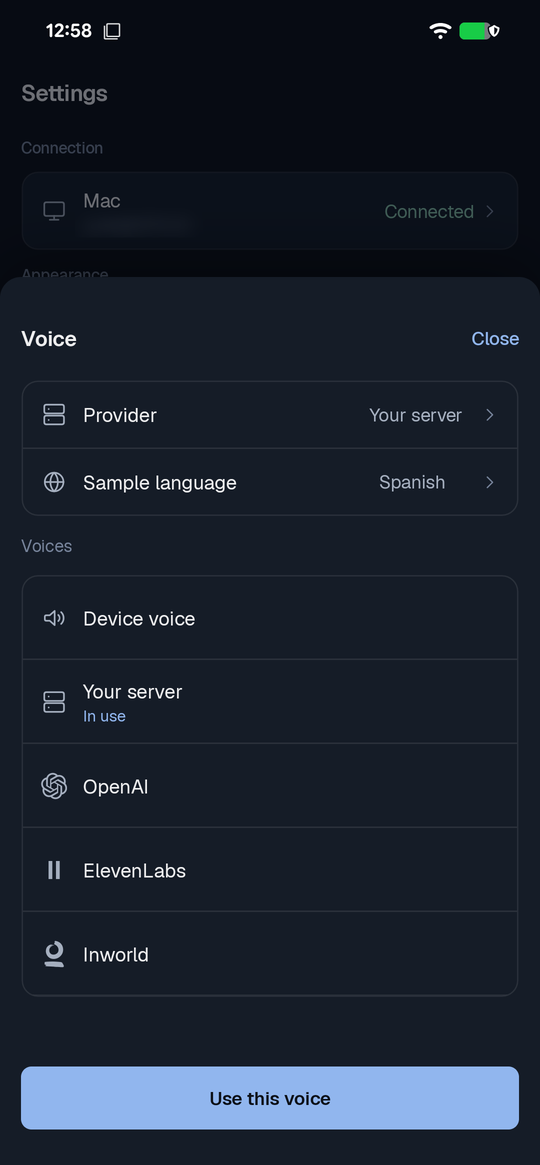 12:58
Settings
Connection
Mac
Connected
Appearance
Voice
Close
Provider
Your server
Sample language
Spanish
Voices
Device voice
Your server
In use
OpenAI
ElevenLabs
Inworld
Use this voice